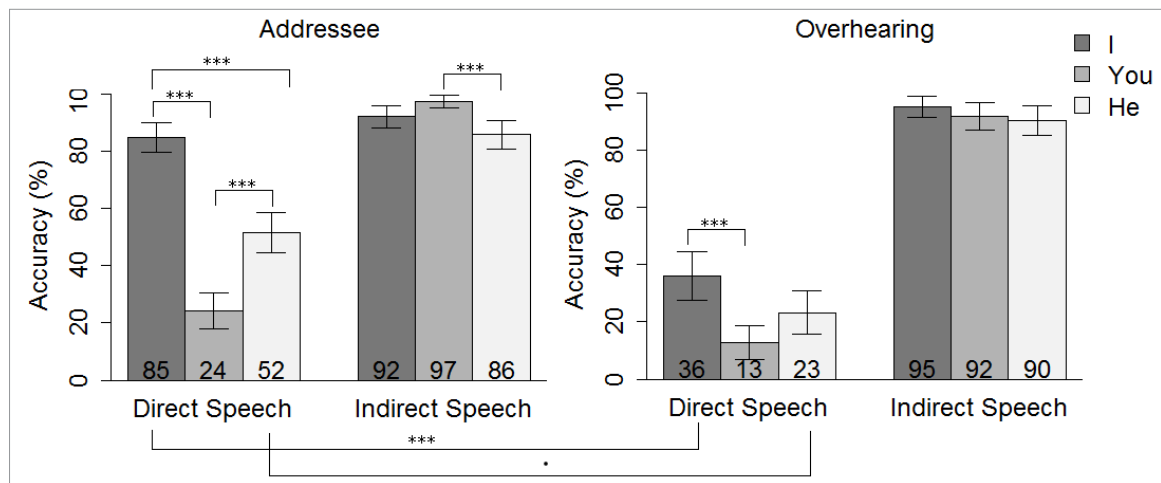 Addressee
Overhearing
I
You
He
***
***
***
***
***
Accuracy (%)
0
20
40
60
80
10
85
24
52
92
97
86
Direct Speech
Indirect Speech
Accuracy (%)
0
20
40
60
80
100
36
13
23
95
92
90
Direct Speech
Indirect Speech
***
.